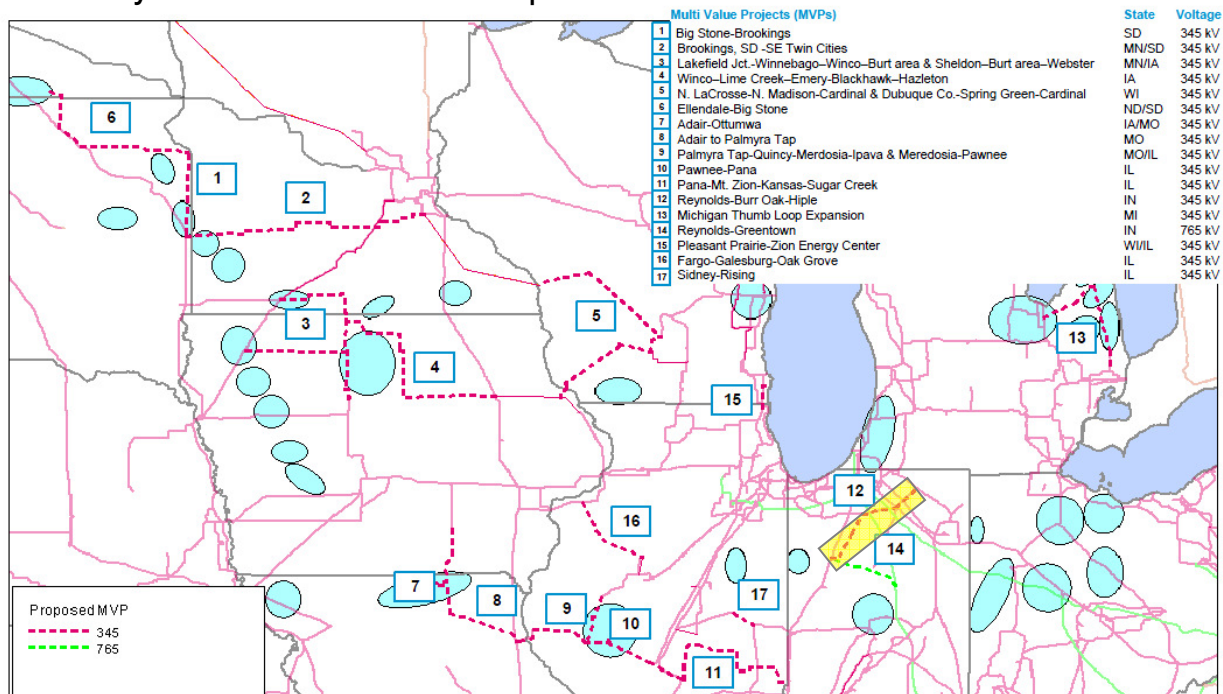 Multi Value Projects (MVPs) State Voltage
1 Big Stone-Brookings SD 345 kV
2 Brookings, SD -SE Twin Cities MN/SD 345 kV
3 Lakefield Jct.-Winnebago–Winco–Burt area & Sheldon–Burt area–Webster MN/IA 345 kV
4 Winco–Lime Creek–Emery-Blackhawk–Hazleton IA 345 kV
5 N. LaCrosse-N. Madison-Cardinal & Dubuque Co.-Spring Green-Cardinal WI 345 kV
6 Ellendale-Big Stone ND/SD 345 kV
7 Adair-Ottumwa IA/MO 345 kV
8 Adair to Palmyra Tap MO 345 kV
9 Palmyra Tap-Quincy-Merdosia-Ipava & Meredosia-Pawnee MO/IL 345 kV
10 Pawnee-Pana IL 345 kV
11 Pana-Mt. Zion-Kansas-Sugar Creek IL 345 kV
12 Reynolds-Burr Oak-Hiple IN 345 kV
13 Michigan Thumb Loop Expansion MI 345 kV
14 Reynolds-Greentown IN 765 kV
15 Pleasant Prairie-Zion Energy Center WI/IL 345 kV
16 Fargo-Galesburg-Oak Grove IL 345 kV
17 Sidney-Rising IL 345 kV
6
1
2
3
5
13
4
15
12
16
14
7
8
9
10
17
11
Proposed MVP
345
765